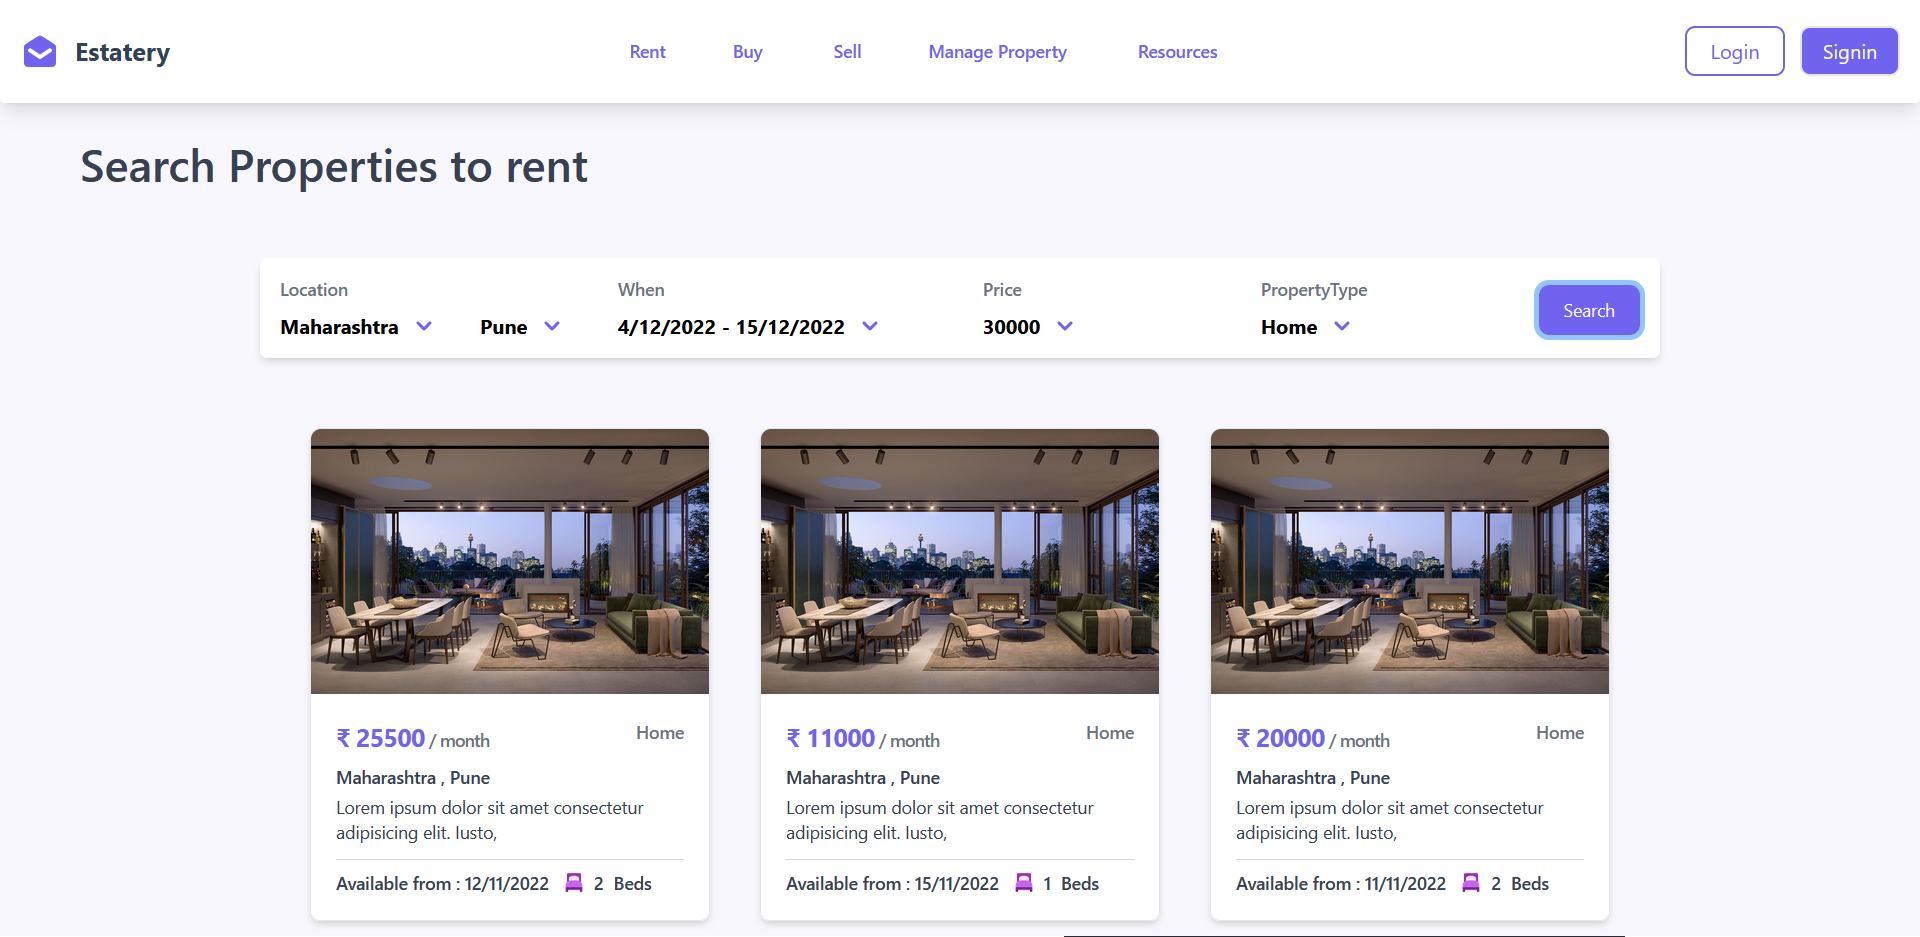 Estatery
Rent Buy Sell Manage Property Resources
Login Signin
Search Properties to rent
Location When Price PropertyType
Maharashtra Pune 4/12/2022 - 15/12/2022 30000 Home
Search
₹ 25500 / month Home
Maharashtra , Pune
Lorem ipsum dolor sit amet consectetur
adipisicing elit. Iusto,
Available from : 12/11/2022 2 Beds
₹ 11000 / month Home
Maharashtra , Pune
Lorem ipsum dolor sit amet consectetur
adipisicing elit. Iusto,
Available from : 15/11/2022 1 Beds
₹ 20000 / month Home
Maharashtra , Pune
Lorem ipsum dolor sit amet consectetur
adipisicing elit. Iusto,
Available from : 11/11/2022 2 Beds